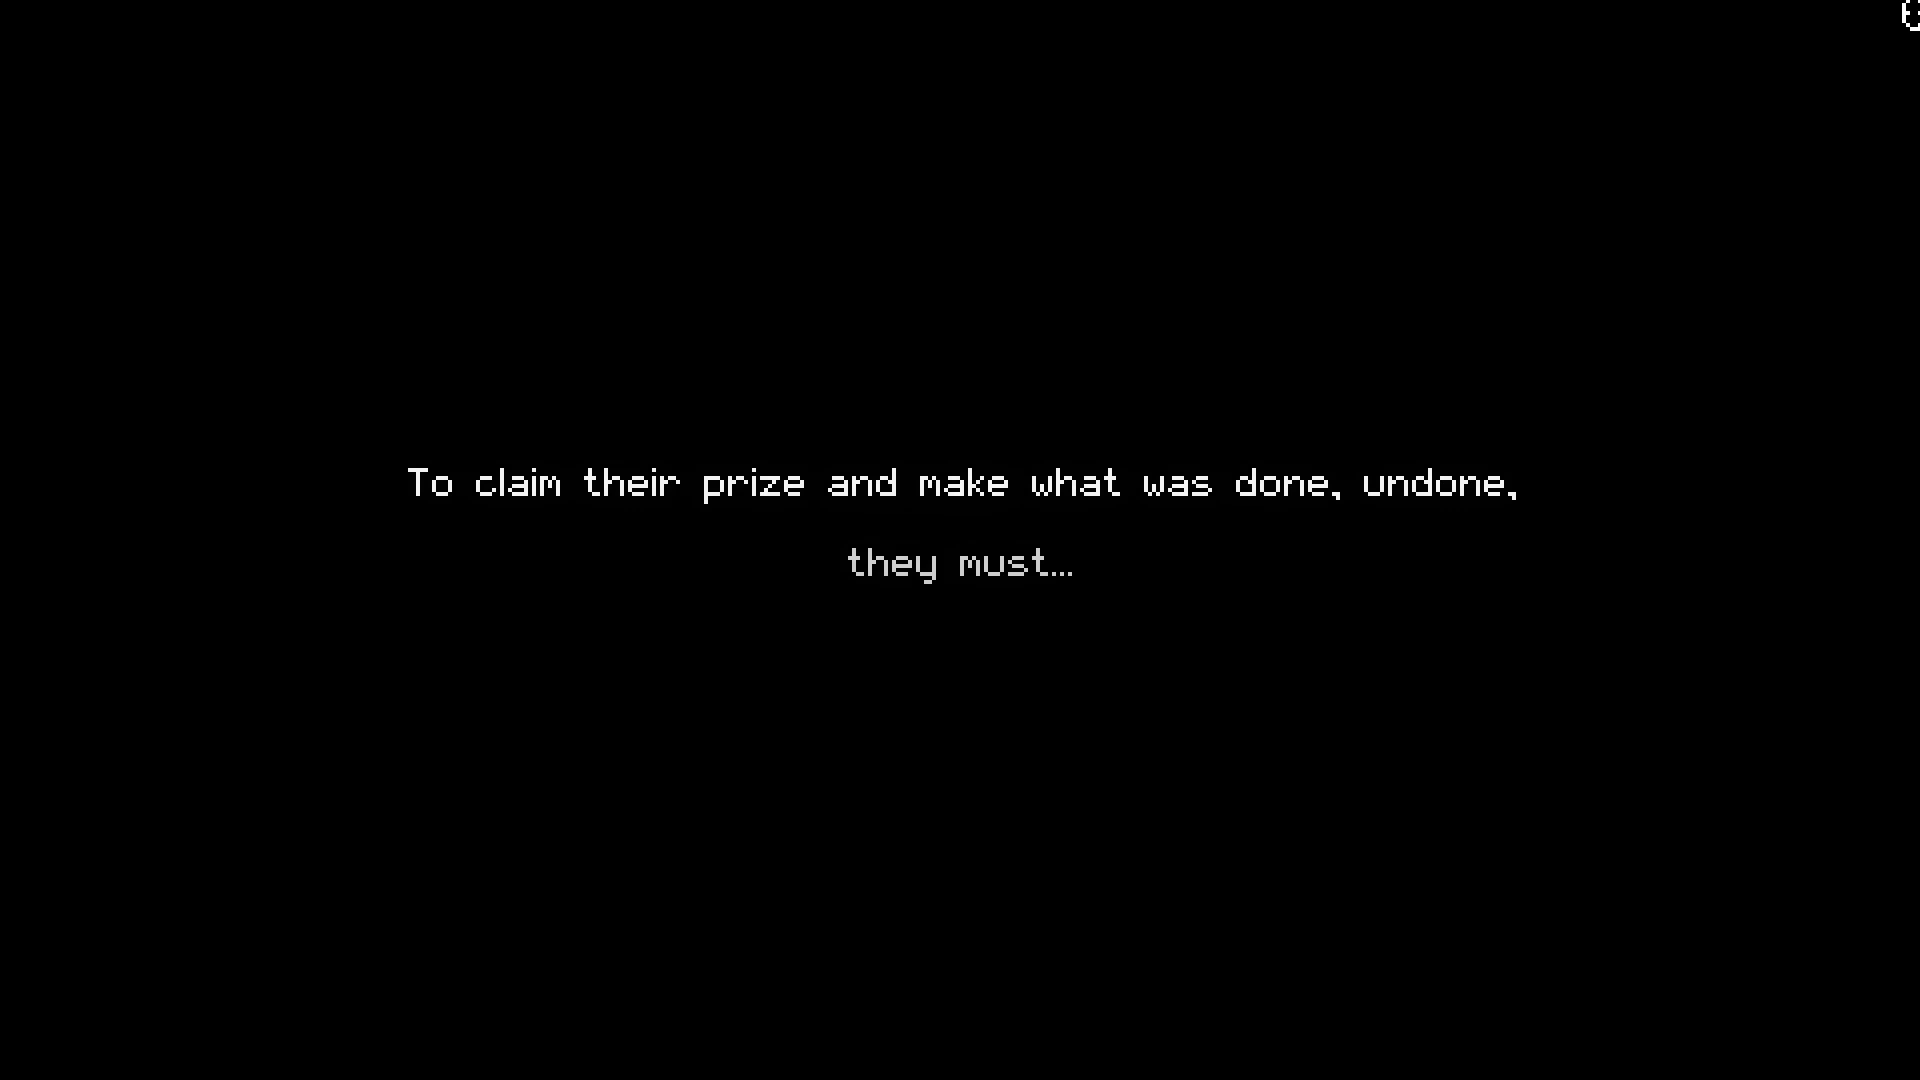 To claim their prize and make what was done, undone,
they must...